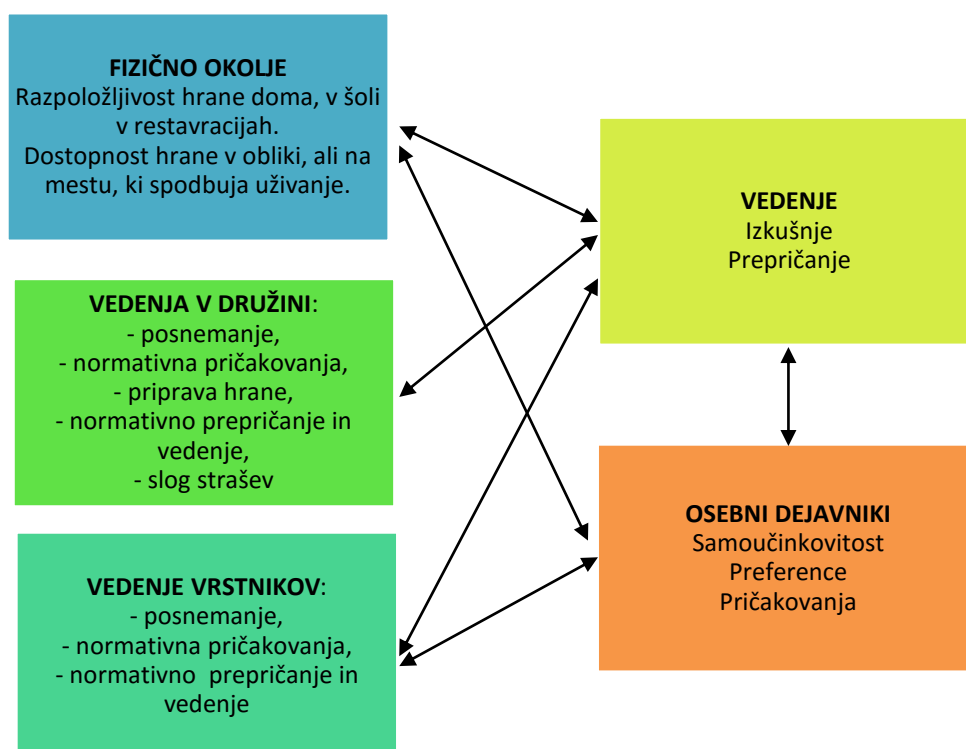 FIZIČNO OKOLJE
Razpoložljivost hrane doma, v šoli
v restavracijah.
Dostopnost hrane v obliki, ali na
mestu, ki spodbuja uživanje.
VEDENJA V DRUŽINI:
- posnemanje,
- normativna pričakovanja,
- priprava hrane,
- normativno prepričanje in
vedenje,
- slog strašev
VEDENJE VRSTNIKOV:
- posnemanje,
- normativna pričakovanja,
- normativno  prepričanje in
vedenje
VEDENJE
Izkušnje
Prepričanje
OSEBNI DEJAVNIKI
Samoučinkovitost
Preference
Pričakovanja